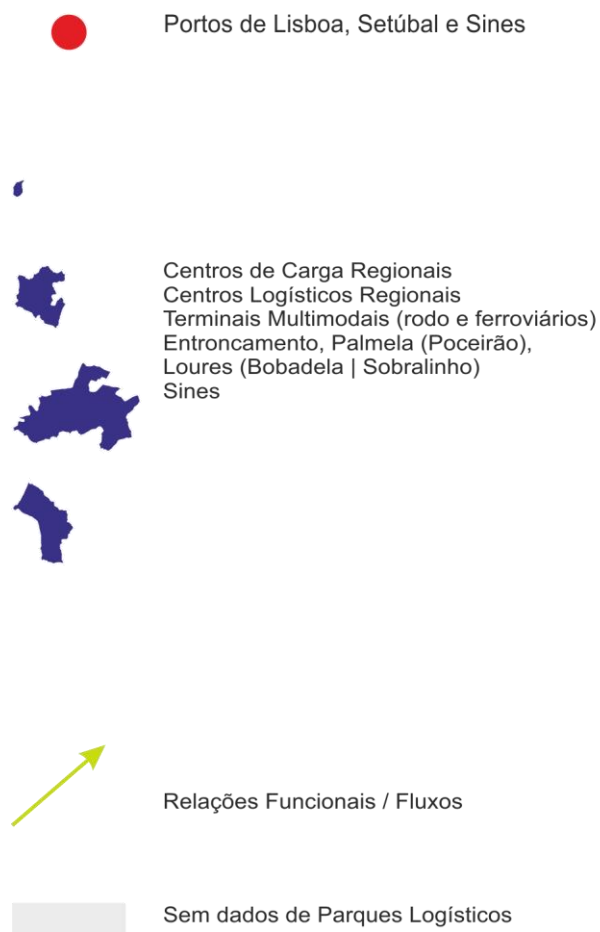 Portos de Lisboa, Setúbal e Sines
Centros de Carga Regionais
Centros Logísticos Regionais
Terminais Multimodais (rodo e ferroviários)
Entroncamento, Palmela (Poceirão),
Loures (Bobadela | Sobralinho)
Sines
Relações Funcionais / Fluxos
Sem dados de Parques Logísticos